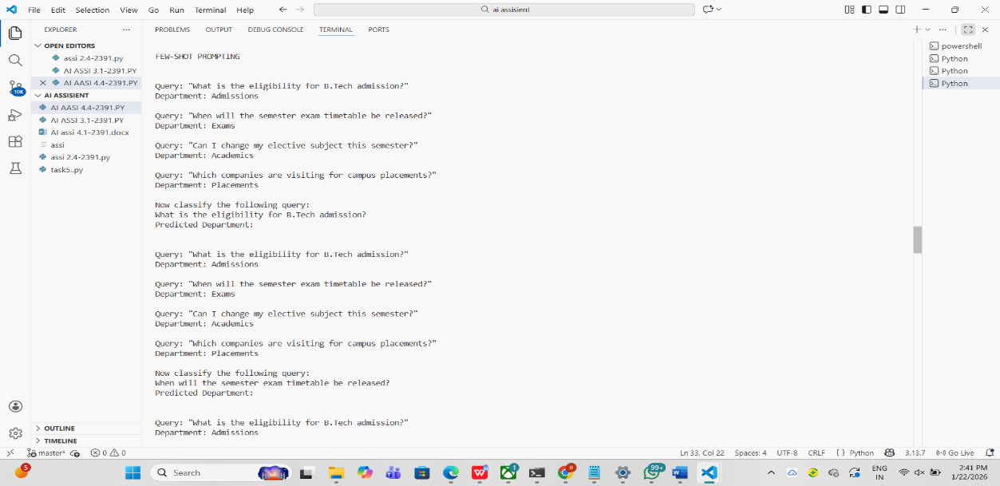 File Edit Selection View Go Run Terminal Help
ai assisient
EXPLORER
OPEN EDITORS
assi 2.4-2391.py
AI ASSI 3.1-2391.PY
AI AASI 4.4-2391.PY
AI ASSISIENT
AI AASI 4.4-2391.PY
AI ASSI 3.1-2391.PY
AI assi 4.1-2391.docx
assi
assi 2.4-2391.py
task5..py
OUTLINE
TIMELINE
10K
PROBLEMS OUTPUT DEBUG CONSOLE TERMINAL PORTS
FEW-SHOT PROMPTING
Query: "What is the eligibility for B.Tech admission?"
Department: Admissions
Query: "When will the semester exam timetable be released?"
Department: Exams
Query: "Can I change my elective subject this semester?"
Department: Academics
Query: "Which companies are visiting for campus placements?"
Department: Placements
Now classify the following query:
What is the eligibility for B.Tech admission?
Predicted Department:
Query: "What is the eligibility for B.Tech admission?"
Department: Admissions
Query: "When will the semester exam timetable be released?"
Department: Exams
Query: "Can I change my elective subject this semester?"
Department: Academics
Query: "Which companies are visiting for campus placements?"
Department: Placements
Now classify the following query:
When will the semester exam timetable be released?
Predicted Department:
Query: "What is the eligibility for B.Tech admission?"
Department: Admissions
powershell
Python
Python
Python
master* 0 0
Ln 33, Col 22 Spaces: 4 UTF-8 CRLF { } Python 3.13.7 Go Live
5
Search
1
8
99+
ENG
IN
2:41 PM
1/22/2026